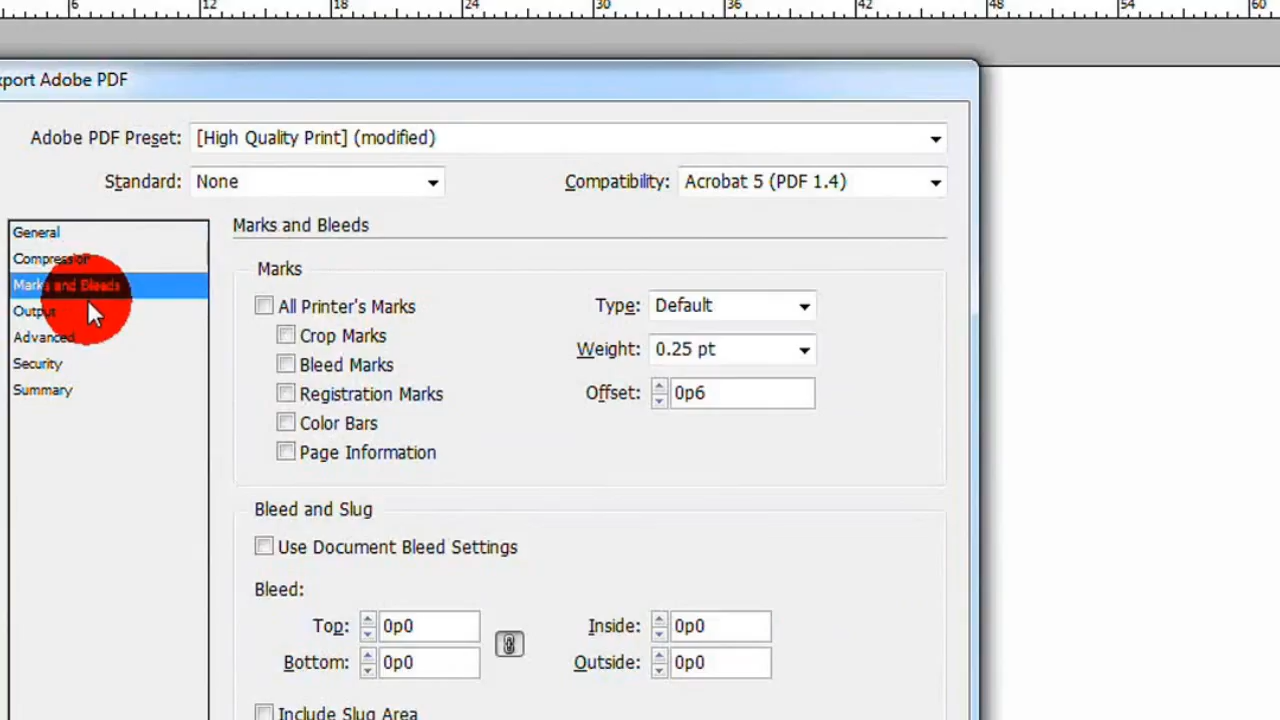 6 12 18 24 30 36 42 48 54 60
xport Adobe PDF
Adobe PDF Preset: [High Quality Print] (modified)
Standard: None Compatibility: Acrobat 5 (PDF 1.4)
General
Compression
Marks and Bleeds
Output
Advanced
Security
Summary
Marks and Bleeds
Marks
All Printer's Marks
Crop Marks
Bleed Marks
Registration Marks
Color Bars
Page Information
Type: Default
Weight: 0.25 pt
Offset: 0p6
Bleed and Slug
Use Document Bleed Settings
Bleed:
Top: 0p0 Inside: 0p0
Bottom: 0p0 Outside: 0p0
Include Slug Area